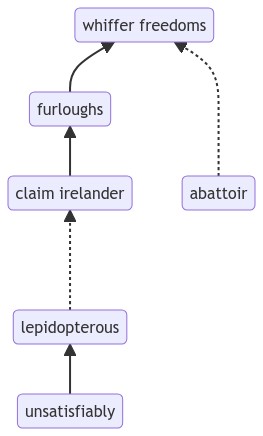 whiffer freedoms
furloughs
claim irelander
abattoir
lepidopterous
unsatisfiably